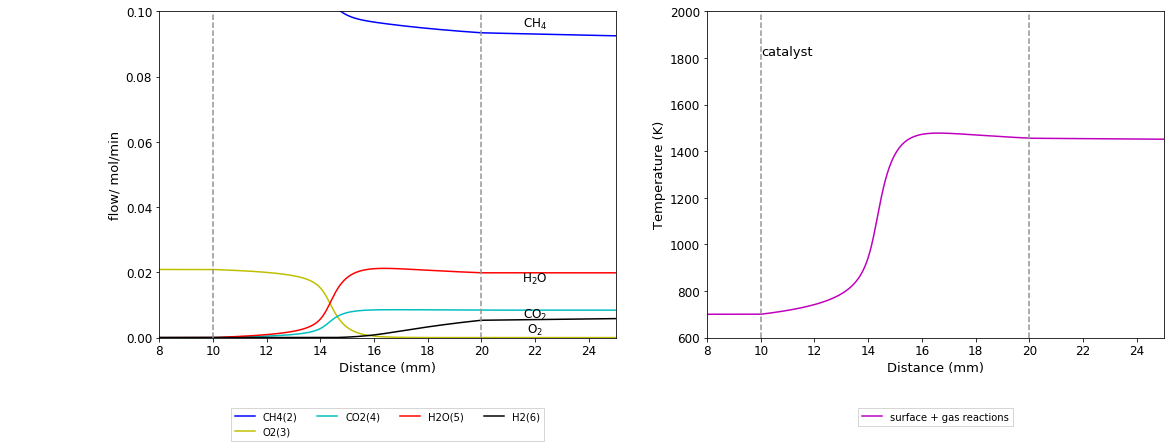 0.10
0.08
0.06
0.04
0.02
0.00
flow/ mol/min
8 10 12 14 16 18 20 22 24
Distance (mm)
CH₄
H₂O
CO₂
O₂
CH4(2) CO2(4) H2O(5) H2(6)
O2(3)
2000
1800
1600
1400
1200
1000
800
600
Temperature (K)
catalyst
8 10 12 14 16 18 20 22 24
Distance (mm)
surface + gas reactions